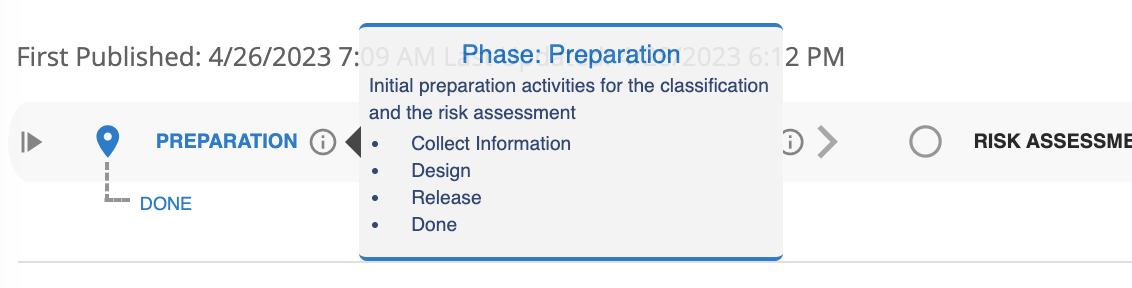 First Published: 4/26/2023 7:09 AM Last 2023 6:12 PM
Phase: Preparation
Initial preparation activities for the classification
and the risk assessment
• Collect Information
• Design
• Release
• Done
PREPARATION
RISK ASSESSME
DONE